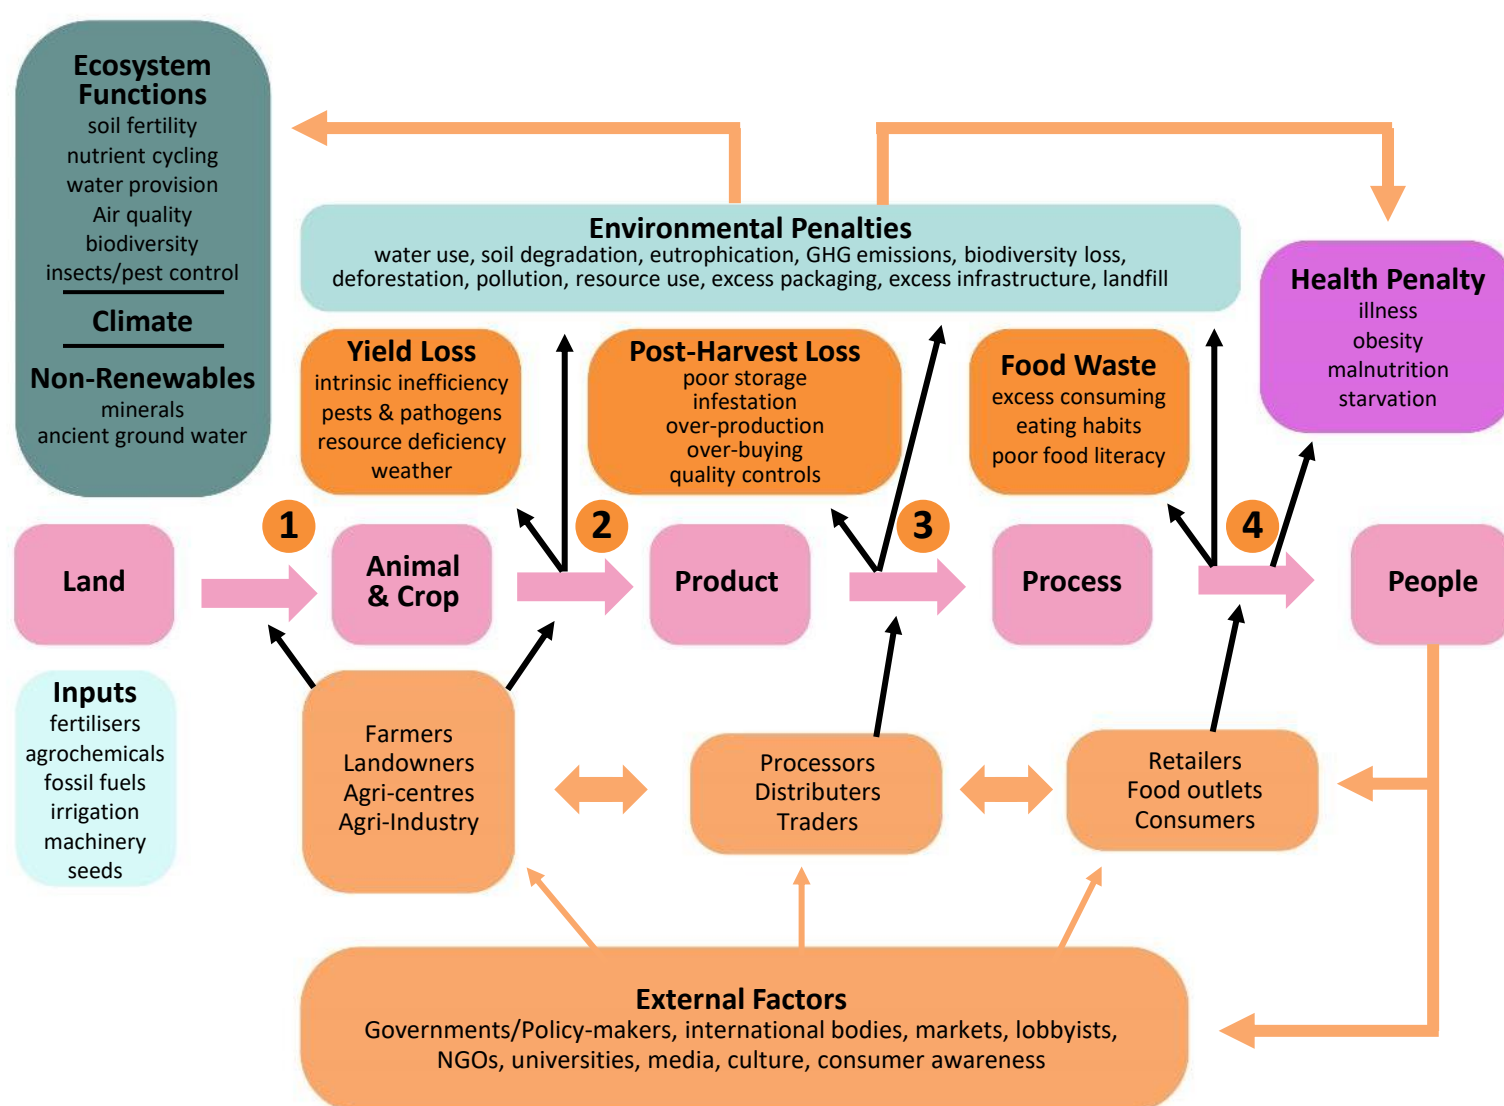 Ecosystem
Functions
soil fertility
nutrient cycling
water provision
Air quality
biodiversity
insects/pest control
Climate
Non-Renewables
minerals
ancient ground water
Environmental Penalties
water use, soil degradation, eutrophication, GHG emissions, biodiversity loss,
deforestation, pollution, resource use, excess packaging, excess infrastructure, landfill
Health Penalty
illness
obesity
malnutrition
starvation
Yield Loss
intrinsic inefficiency
pests & pathogens
resource deficiency
weather
Post-Harvest Loss
poor storage
infestation
over-production
over-buying
quality controls
Food Waste
excess consuming
eating habits
poor food literacy
1
2
3
4
Land
Animal
& Crop
Product
Process
People
Inputs
fertilisers
agrochemicals
fossil fuels
irrigation
machinery
seeds
Farmers
Landowners
Agri-centres
Agri-Industry
Processors
Distributers
Traders
Retailers
Food outlets
Consumers
External Factors
Governments/Policy-makers, international bodies, markets, lobbyists,
NGOs, universities, media, culture, consumer awareness